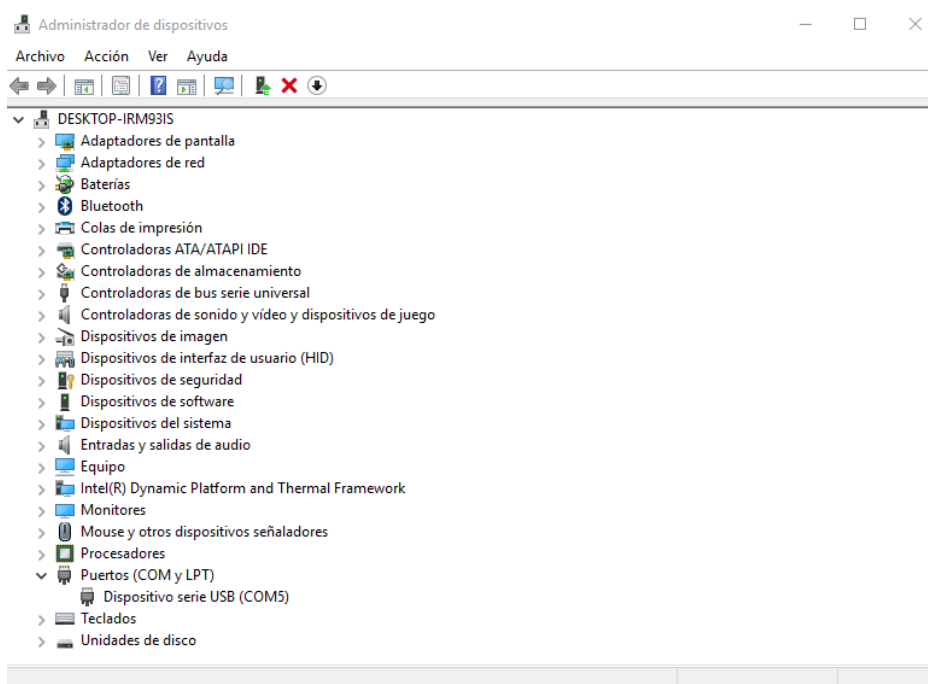 Administrador de dispositivos
Archivo Acción Ver Ayuda
DESKTOP-IRM93IS
Adaptadores de pantalla
Adaptadores de red
Baterías
Bluetooth
Colas de impresión
Controladoras ATA/ATAPI IDE
Controladoras de almacenamiento
Controladoras de bus serie universal
Controladoras de sonido y vídeo y dispositivos de juego
Dispositivos de imagen
Dispositivos de interfaz de usuario (HID)
Dispositivos de seguridad
Dispositivos de software
Dispositivos del sistema
Entradas y salidas de audio
Equipo
Intel(R) Dynamic Platform and Thermal Framework
Monitores
Mouse y otros dispositivos señaladores
Procesadores
Puertos (COM y LPT)
Dispositivo serie USB (COM5)
Teclados
Unidades de disco